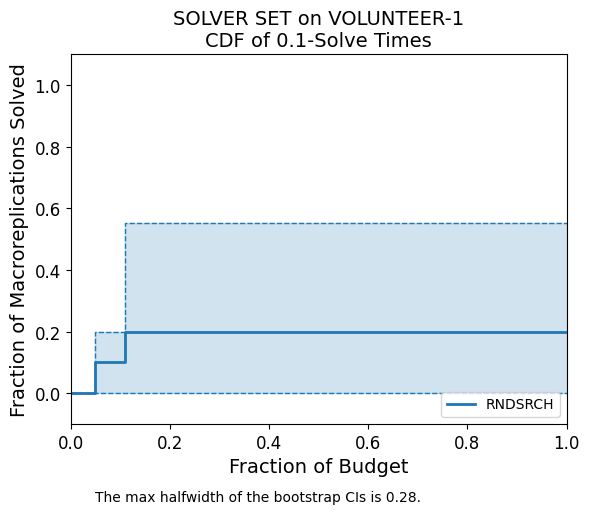 SOLVER SET on VOLUNTEER-1
CDF of 0.1-Solve Times
Fraction of Macroreplications Solved
1.0
0.8
0.6
0.4
0.2
0.0
RNDSRCH
0.0 0.2 0.4 0.6 0.8 1.0
Fraction of Budget
The max halfwidth of the bootstrap CIs is 0.28.